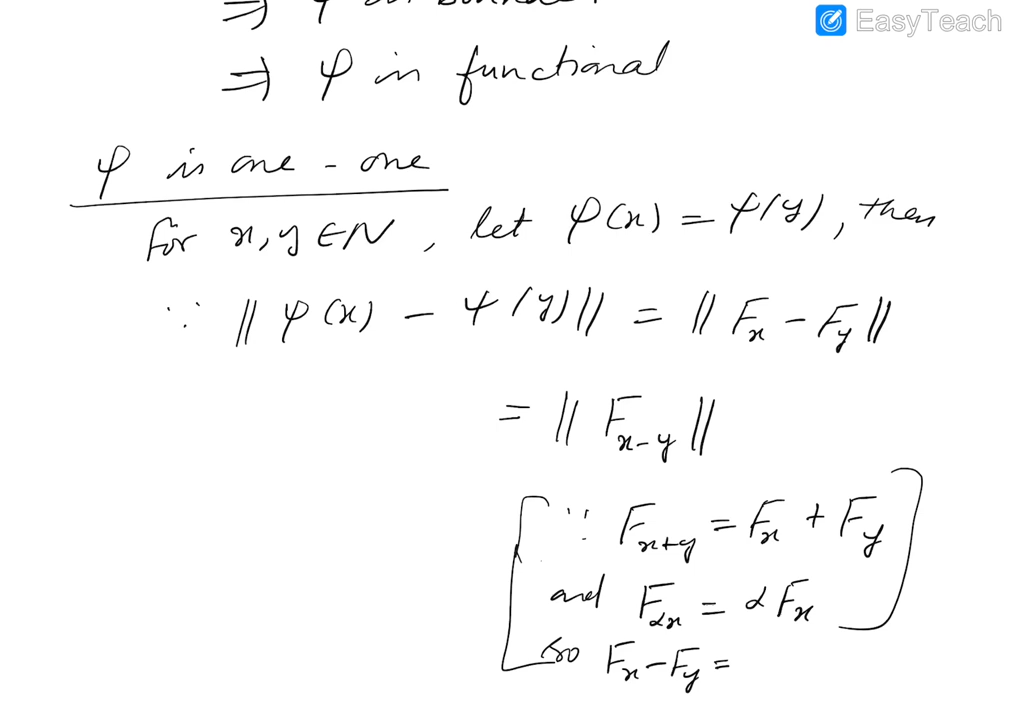 EasyTeach
⇒ φ is functional
φ is one - one
for x, y ∈ N, let φ(x) = φ(y), then
∵ || φ(x) - φ(y) || = || Fx - Fy ||
= || Fx-y ||
[∵ Fx+y = Fx + Fy
and Fαx = α Fx]
so Fx - Fy =